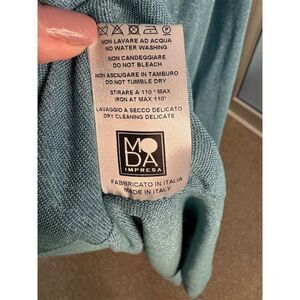 NON LAVARE AD ACQUA
NO WATER WASHING
NON CANDEGGIARE
DO NOT BLEACH
NON ASCIUGARE IN TAMBURO
DO NOT TUMBLE DRY
STIRARE A 110° MAX
IRON AT MAX 110°
LAVAGGIO A SECCO DELICATO
DRY CLEANING DELICATE
MO
DA
IMPRESA
FABBRICATO IN ITALIA
MADE IN ITALY